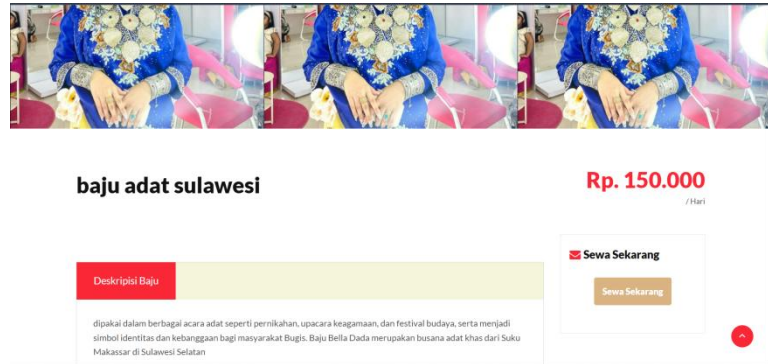 baju adat sulawesi
Rp. 150.000
/ Hari
Sewa Sekarang
Sewa Sekarang
Deskripisi Baju
dipakai dalam berbagai acara adat seperti pernikahan, upacara keagamaan, dan festival budaya, serta menjadi
simbol identitas dan kebanggaan bagi masyarakat Bugis. Baju Bella Dada merupakan busana adat khas dari Suku
Makassar di Sulawesi Selatan